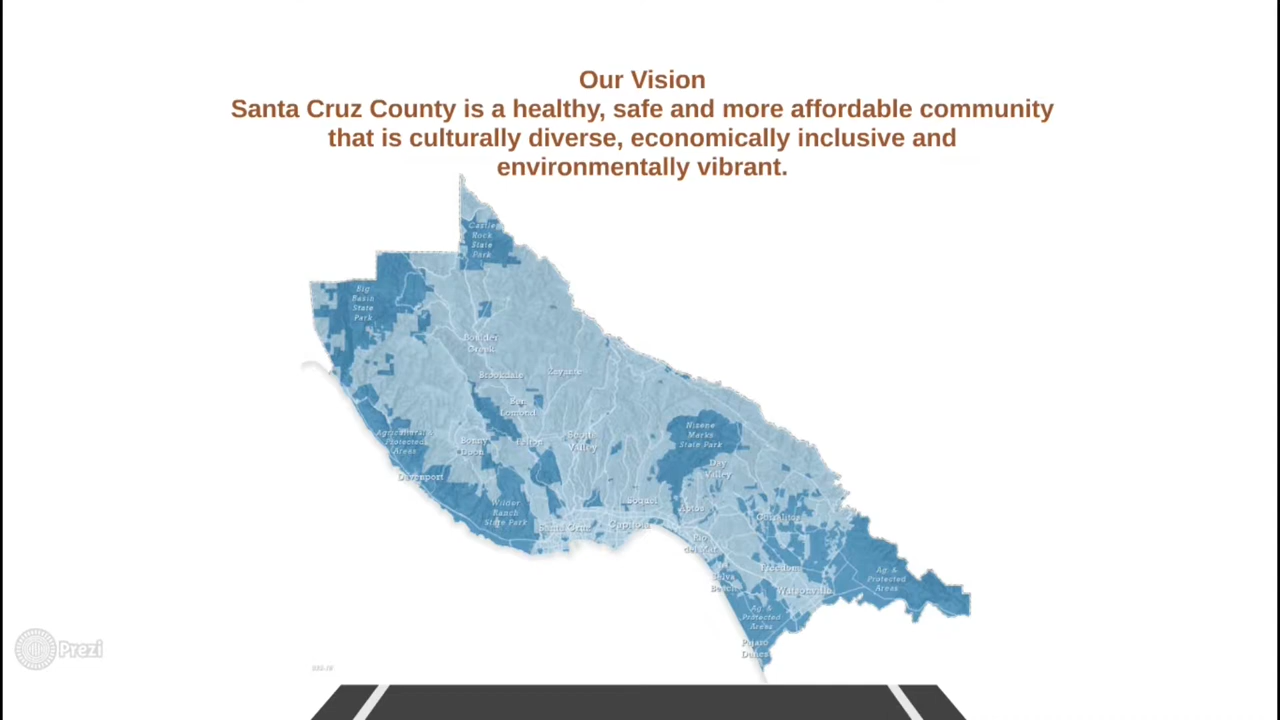 Our Vision
Santa Cruz County is a healthy, safe and more affordable community
that is culturally diverse, economically inclusive and
environmentally vibrant.
Castle
Rock
State
Park
Big
Basin
State
Park
Boulder
Creek
Brookdale
Zayante
Ben
Lomond
Agricultural
Protected
Areas
Bonny
Doon
Felton
Scotts
Valley
Nisene
Marks
State Park
Day
Valley
Davenport
Wilder
Ranch
State Park
Soquel
Aptos
Santa Cruz
Capitola
Corralitos
Rio
del Mar
Freedom
Selva
Beach
Watsonville
Ag. &
Protected
Areas
Ag. &
Protected
Areas
Pajaro
Dunes
Prezi